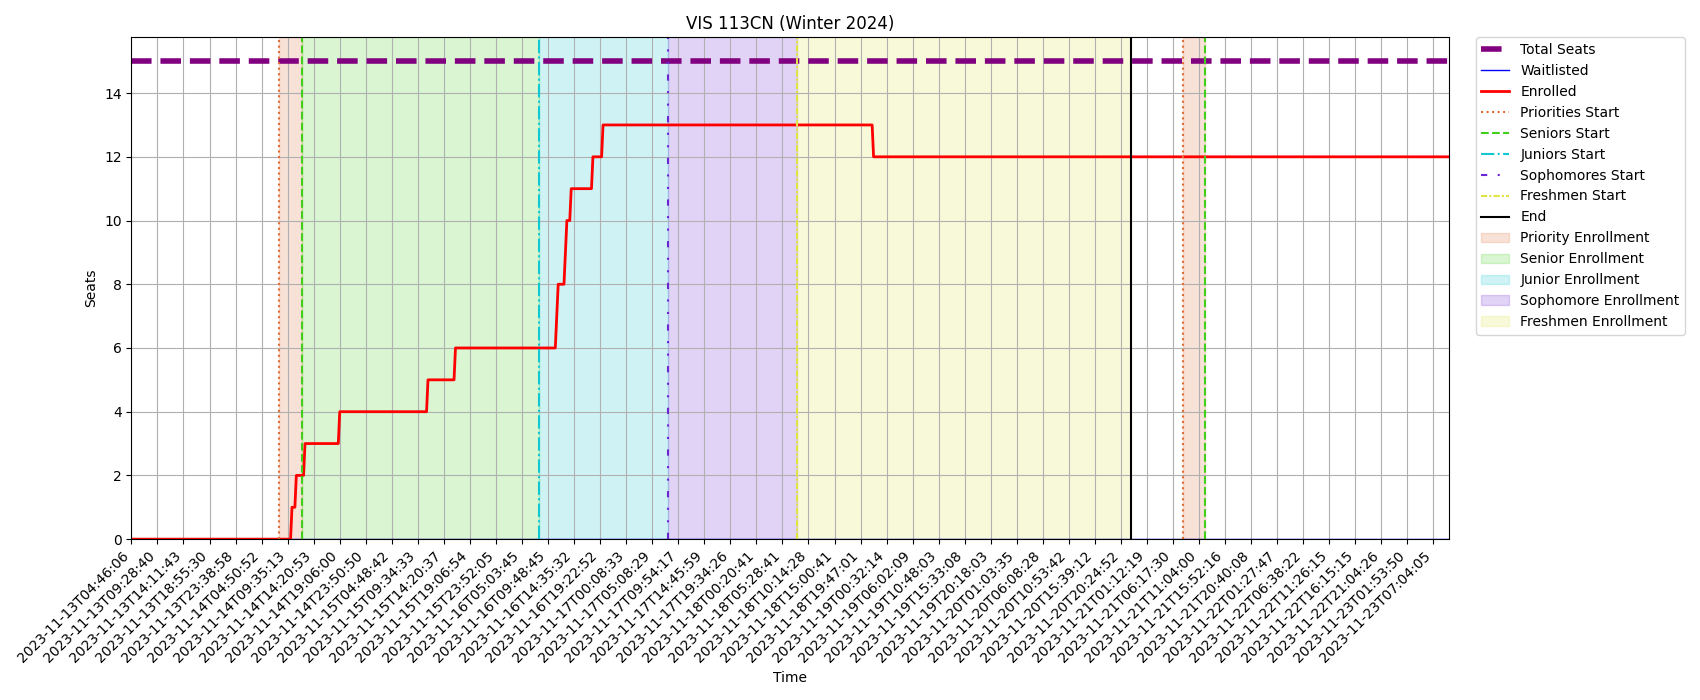 VIS 113CN (Winter 2024)
Total Seats
Waitlisted
Enrolled
Priorities Start
Seniors Start
Juniors Start
Sophomores Start
Freshmen Start
End
Priority Enrollment
Senior Enrollment
Junior Enrollment
Sophomore Enrollment
Freshmen Enrollment
Seats
14
12
10
8
6
4
2
0
2023-11-13T04:46:06
2023-11-13T09:28:40
2023-11-13T14:11:43
2023-11-13T18:55:30
2023-11-13T23:38:58
2023-11-14T04:50:52
2023-11-14T09:35:13
2023-11-14T14:20:53
2023-11-14T19:06:00
2023-11-14T23:50:50
2023-11-15T04:48:42
2023-11-15T09:34:33
2023-11-15T14:20:37
2023-11-15T19:06:54
2023-11-15T23:52:05
2023-11-16T05:03:45
2023-11-16T09:48:45
2023-11-16T14:35:32
2023-11-16T19:22:52
2023-11-17T00:08:33
2023-11-17T05:08:29
2023-11-17T09:54:17
2023-11-17T14:45:59
2023-11-17T19:34:26
2023-11-18T00:20:41
2023-11-18T05:28:41
2023-11-18T10:14:28
2023-11-18T15:00:41
2023-11-18T19:47:01
2023-11-19T00:32:14
2023-11-19T06:02:09
2023-11-19T10:48:03
2023-11-19T15:33:08
2023-11-19T20:18:03
2023-11-20T01:03:35
2023-11-20T06:08:28
2023-11-20T10:53:42
2023-11-20T15:39:12
2023-11-20T20:24:52
2023-11-21T01:12:19
2023-11-21T06:17:30
2023-11-21T11:04:00
2023-11-21T15:52:16
2023-11-21T20:40:08
2023-11-22T01:27:47
2023-11-22T06:38:22
2023-11-22T11:26:15
2023-11-22T16:15:15
2023-11-22T21:04:26
2023-11-23T01:53:50
2023-11-23T07:04:05
Time